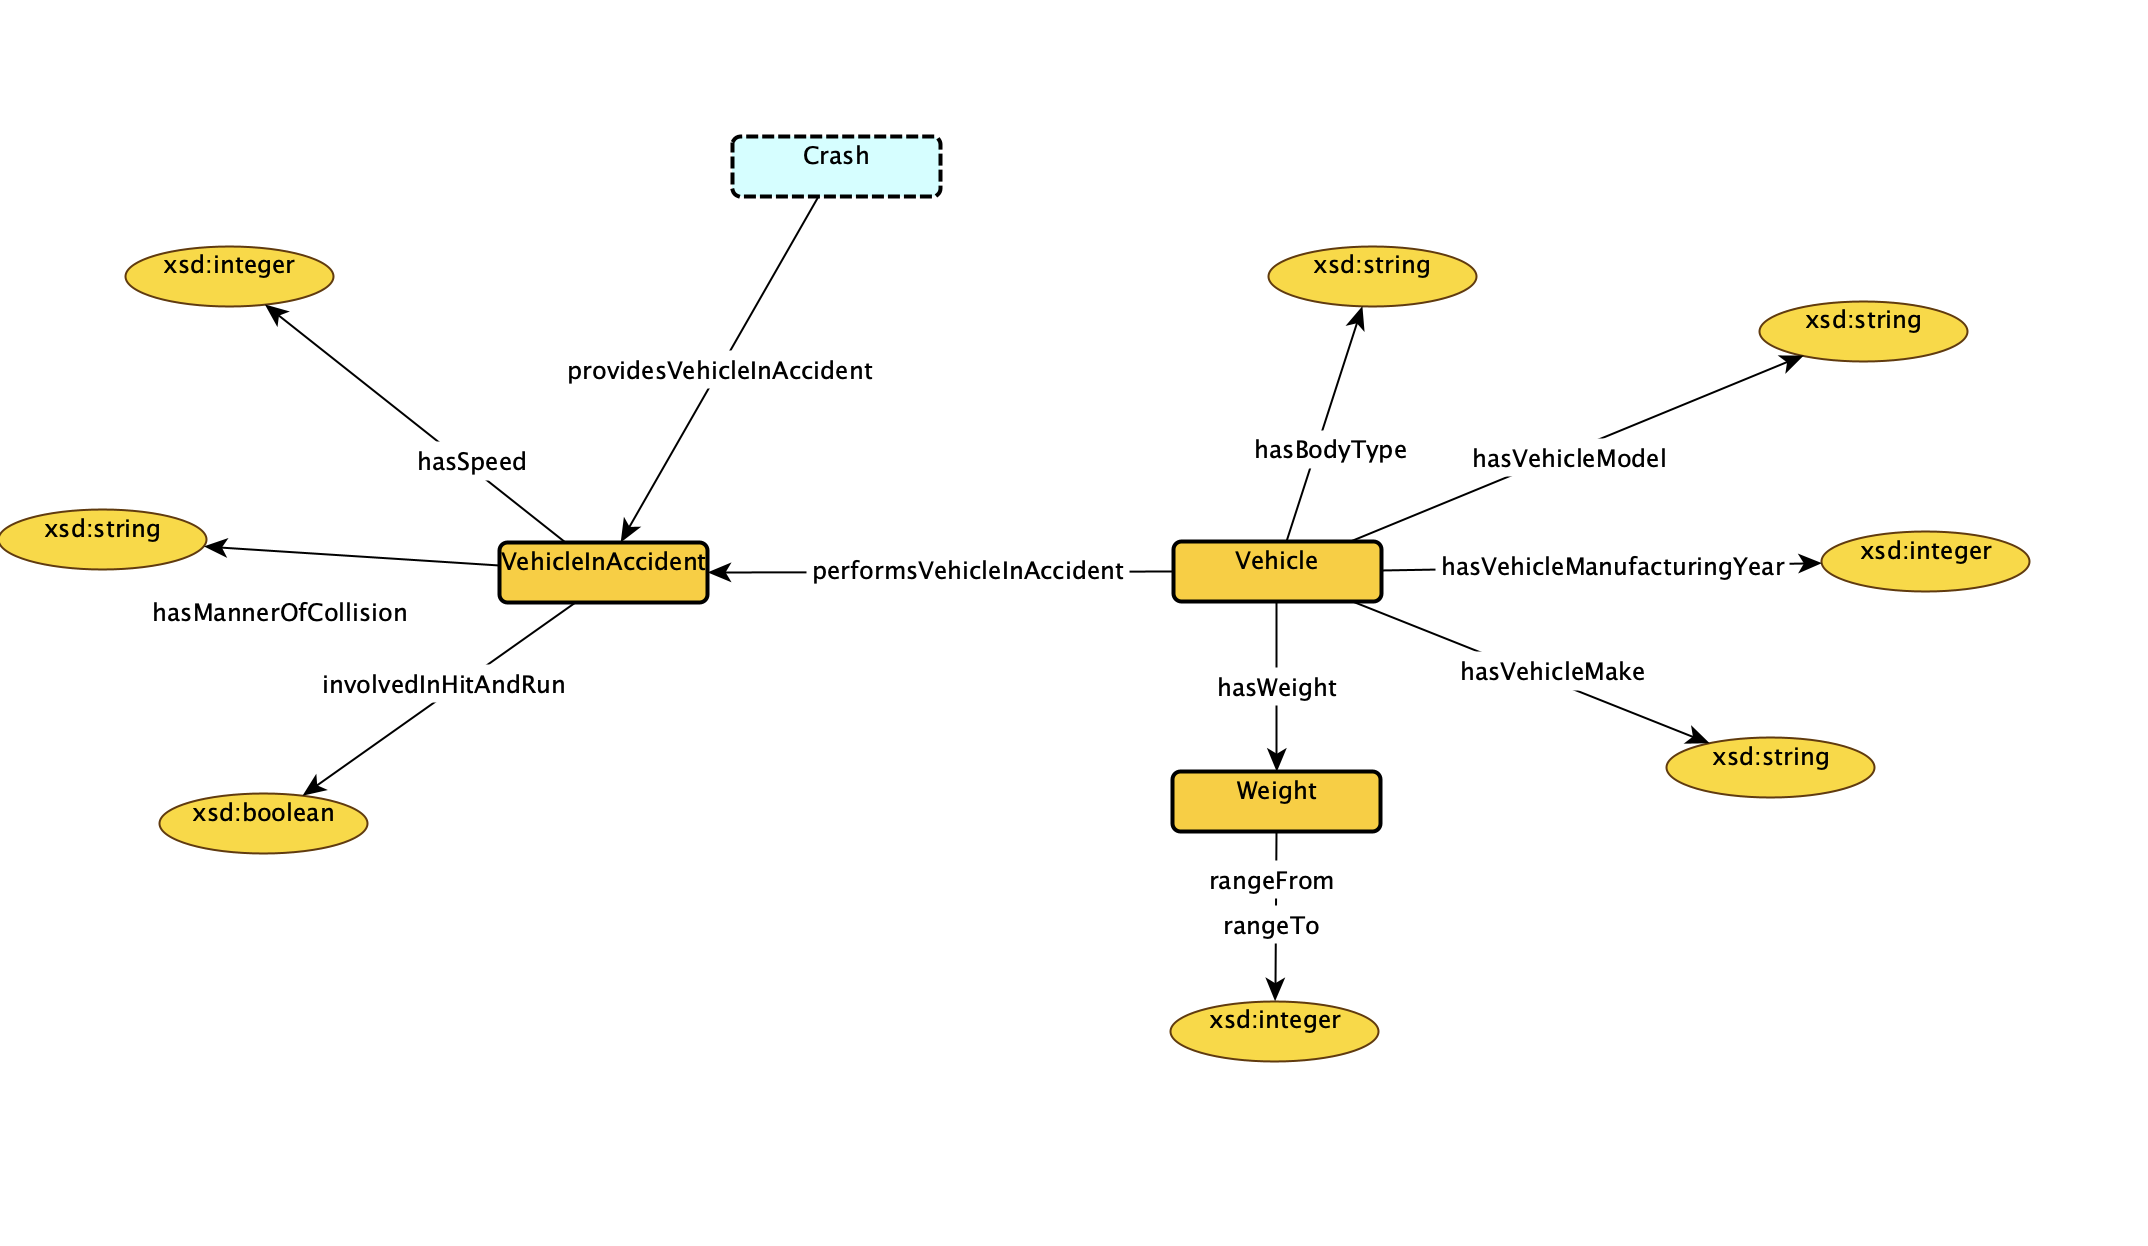 Crash
xsd:integer
xsd:string
xsd:string
providesVehicleInAccident
hasBodyType
hasVehicleModel
hasSpeed
xsd:string
VehicleInAccident
performsVehicleInAccident
Vehicle
hasVehicleManufacturingYear
xsd:integer
hasMannerOfCollision
involvedInHitAndRun
hasWeight
hasVehicleMake
xsd:string
xsd:boolean
Weight
rangeFrom
rangeTo
xsd:integer